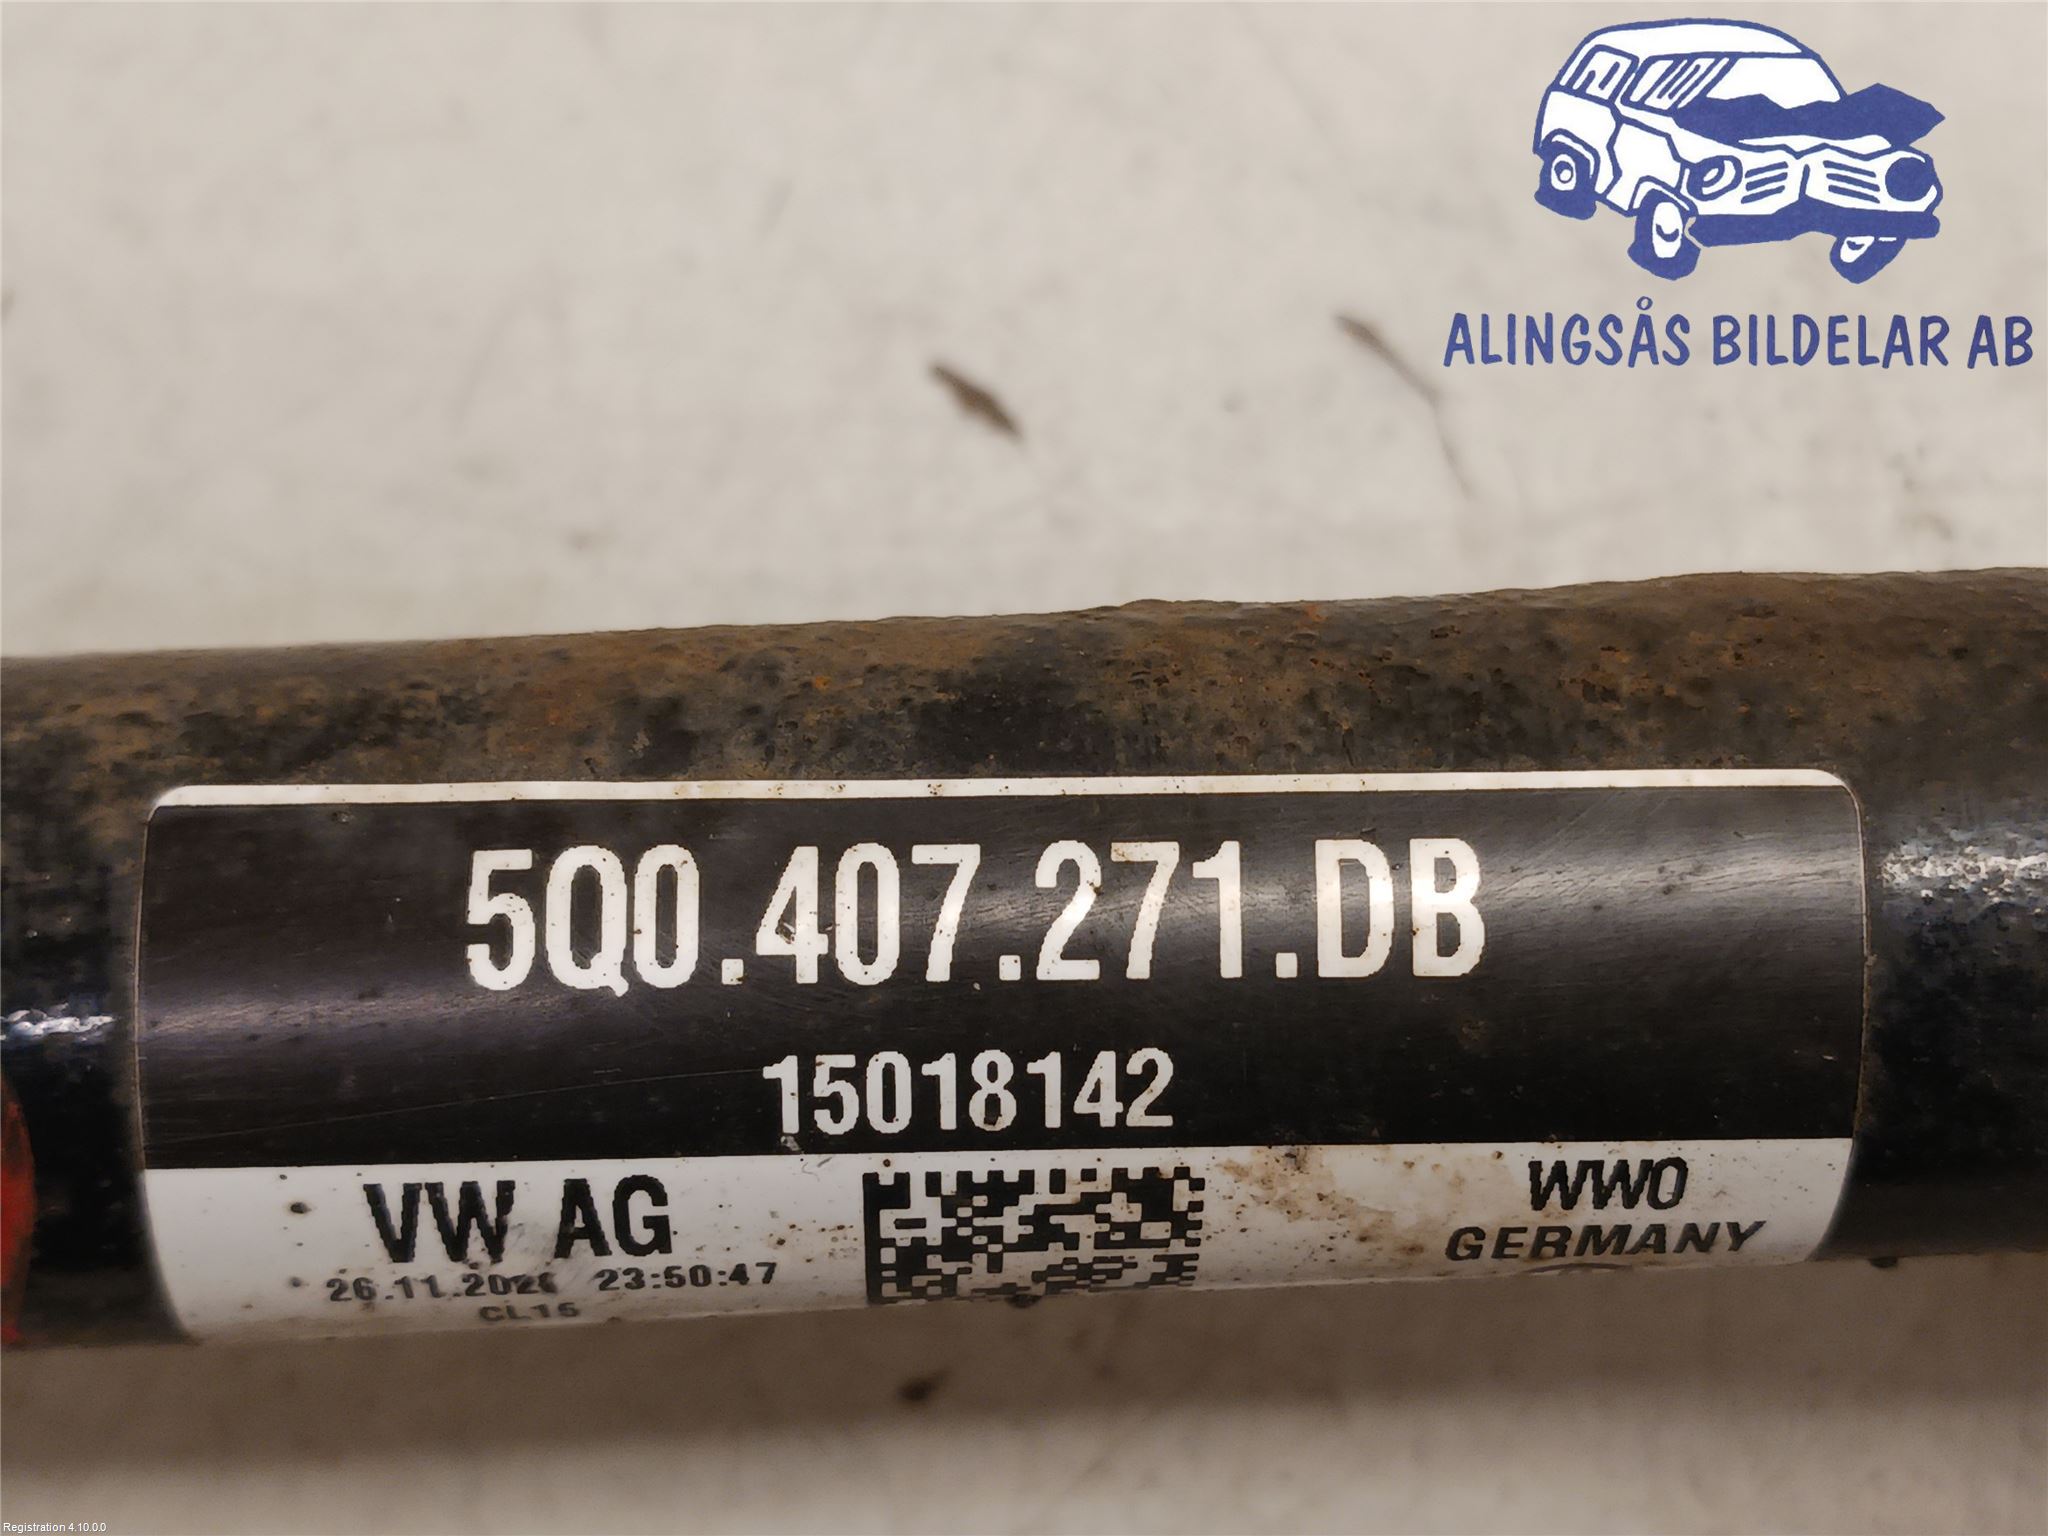 ALINGSÅS BILDELAR AB
5Q0.407.271.DB
15018142
VW AG
WWO
GERMANY
23:50:47
CL15
Registration 4.10.0.0